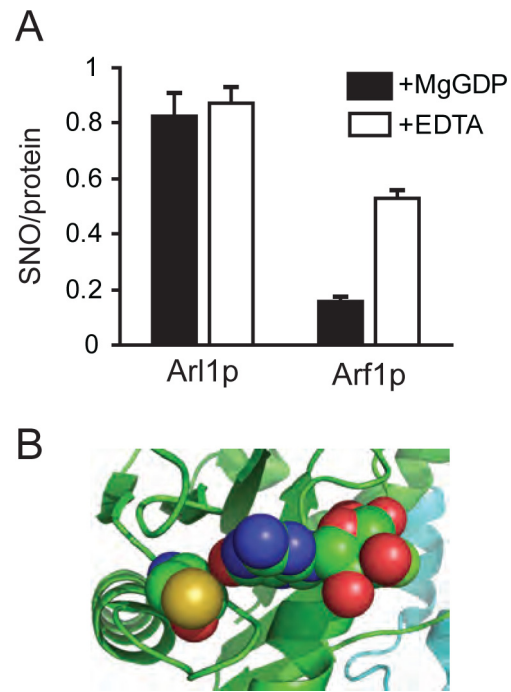 A
1
0.8
0.6
0.4
0.2
0
SNO/protein
+MgGDP
+EDTA
Arl1p Arf1p
B